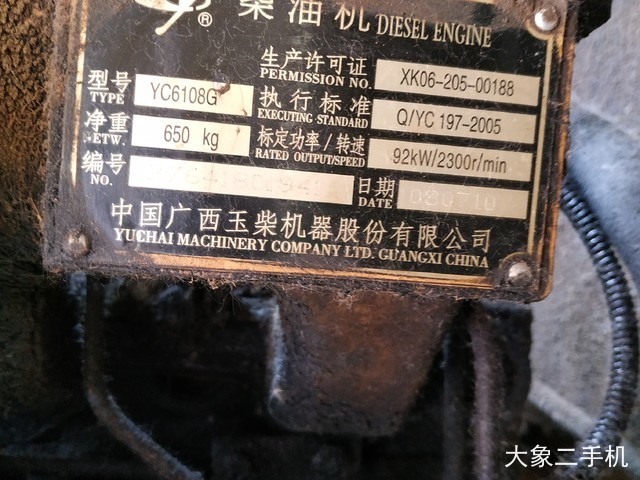 ® 柴油机 DIESEL ENGINE
生产许可证 XK06-205-00188
PERMISSION NO.
型号 YC6108G 执行标准 Q/YC 197-2005
TYPE EXECUTING STANDARD
净重 650 kg 标定功率/转速 92kW/2300r/min
NETW. RATED OUTPUT/SPEED
编号 日期 080710
NO. DATE
中国广西玉柴机器股份有限公司
YUCHAI MACHINERY COMPANY LTD. GUANGXI CHINA
大象二手机